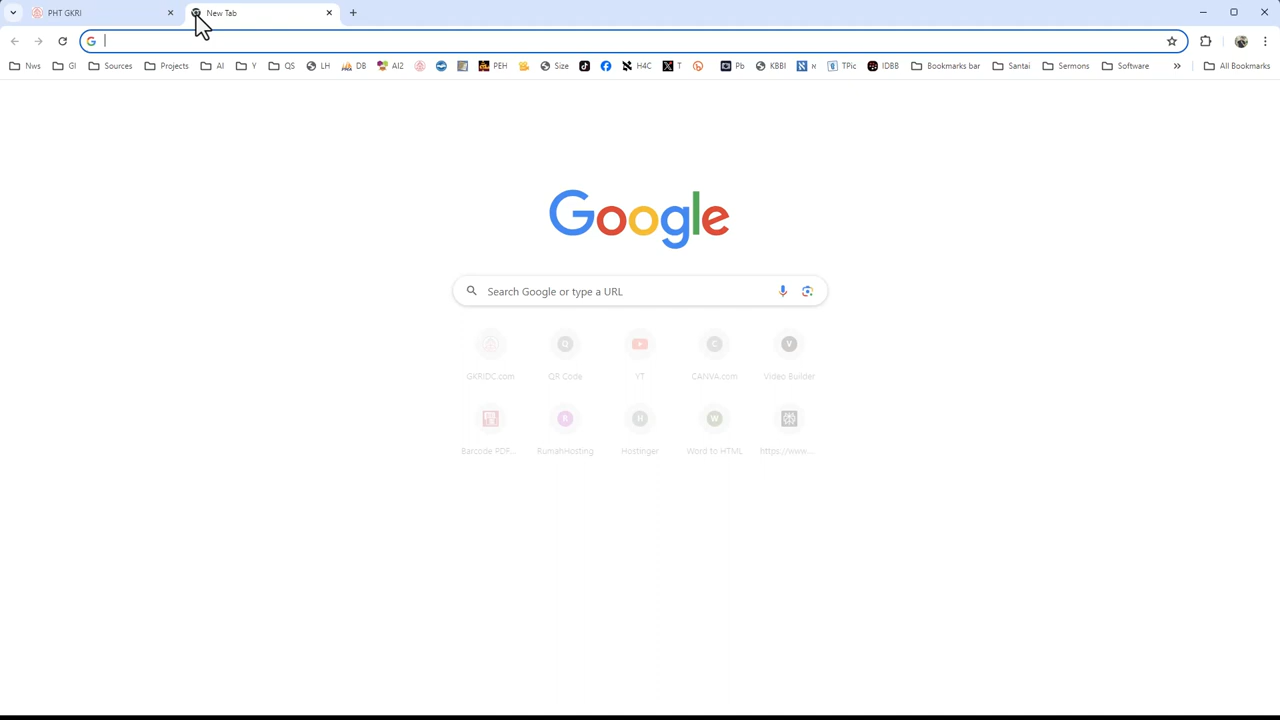 PHT GKRI
New Tab
Nws GI Sources Projects AI Y QS LH DB AI2 PEH Size H4C T Pb KBBI N TPic IDBB Bookmarks bar Santai Sermons Software » All Bookmarks
Google
Search Google or type a URL
GKRIDC.com QR Code YT CANVA.com Video Builder
Barcode PDF... RumahHosting Hostinger Word to HTML https://www....